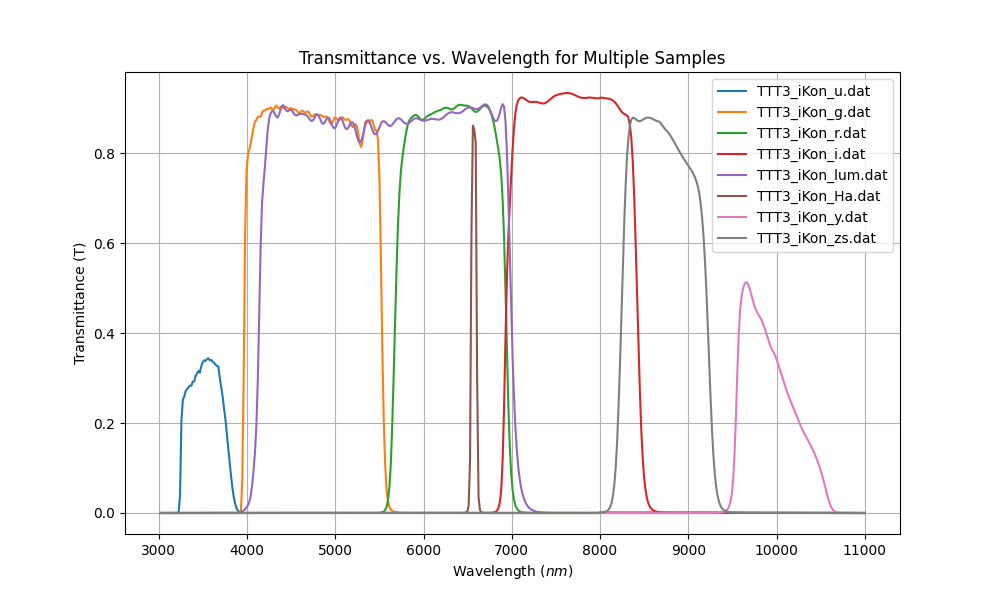 Transmittance vs. Wavelength for Multiple Samples
TTT3_iKon_u.dat
TTT3_iKon_g.dat
TTT3_iKon_r.dat
TTT3_iKon_i.dat
TTT3_iKon_lum.dat
TTT3_iKon_Ha.dat
TTT3_iKon_y.dat
TTT3_iKon_zs.dat
Transmittance (T)
0.8
0.6
0.4
0.2
0.0
3000 4000 5000 6000 7000 8000 9000 10000 11000
Wavelength (nm)